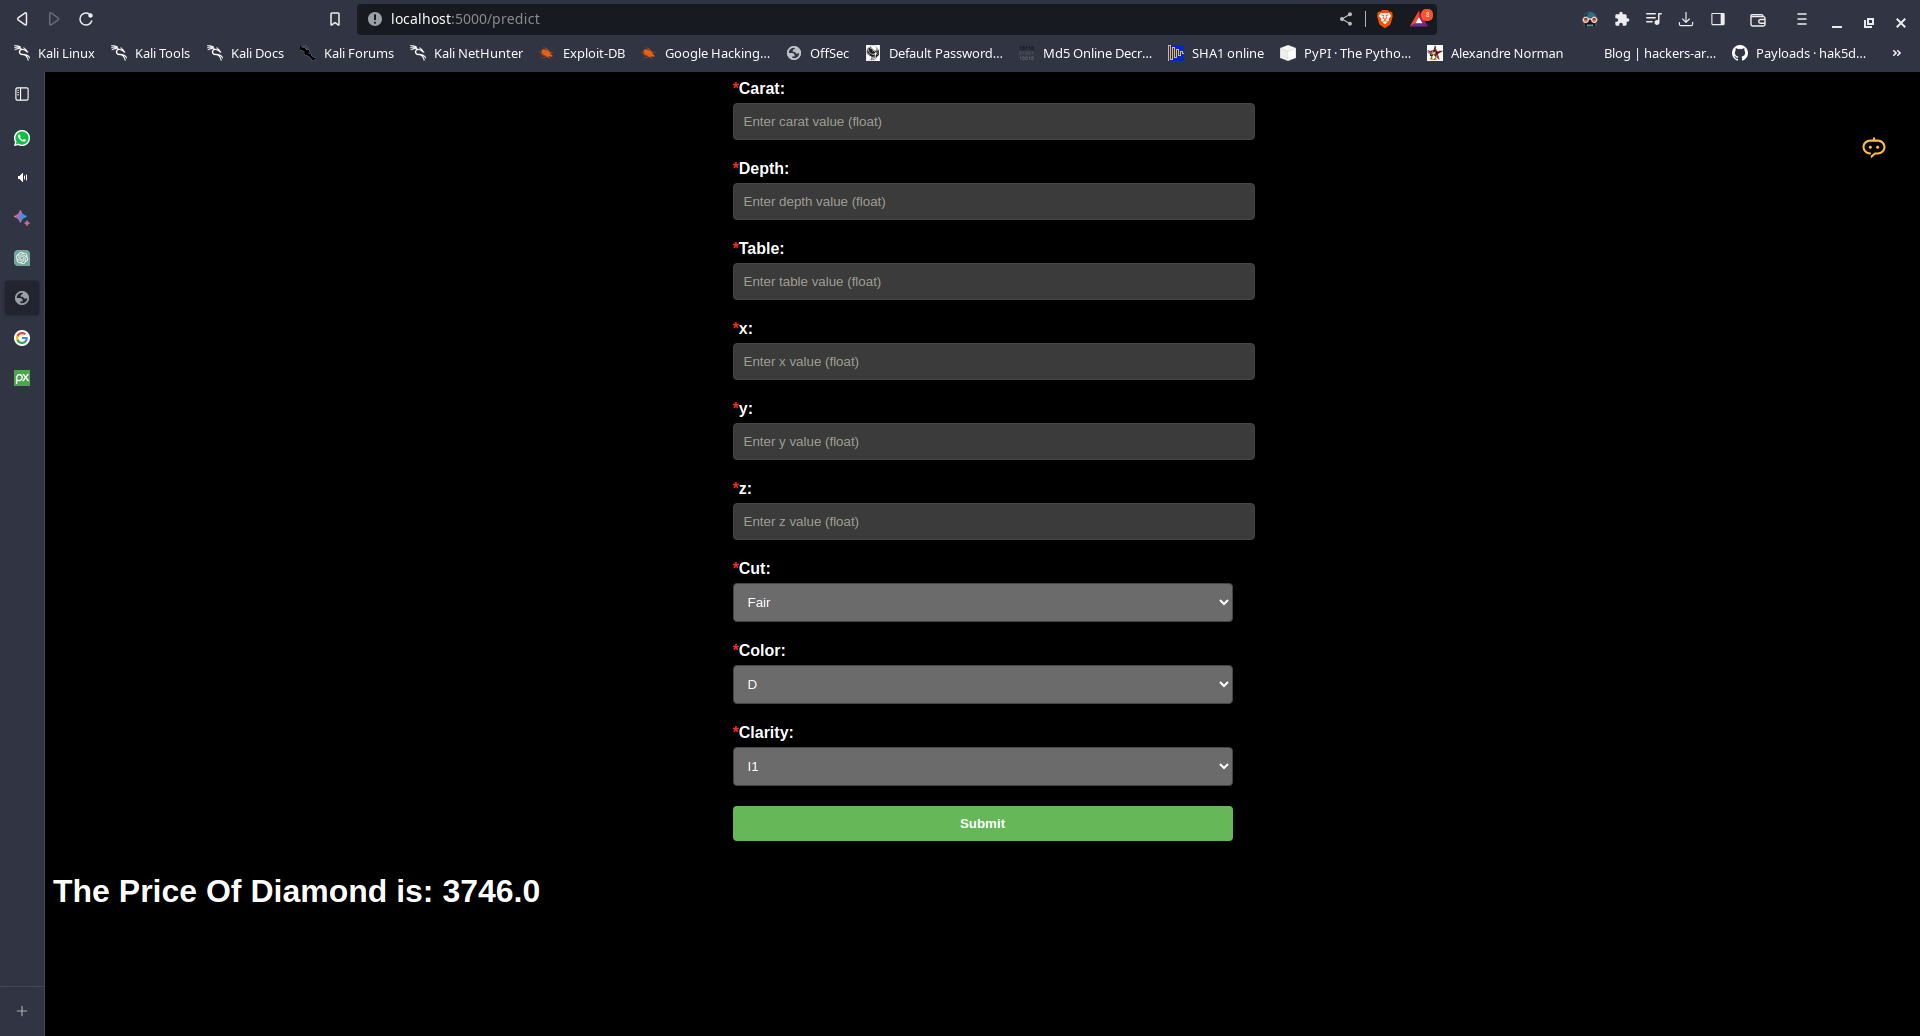 localhost:5000/predict
8
Kali Linux Kali Tools Kali Docs Kali Forums Kali NetHunter Exploit-DB Google Hacking... OffSec Default Password... Md5 Online Decr... SHA1 online PyPI · The Pytho... Alexandre Norman Blog | hackers-ar... Payloads · hak5d... »
*Carat:
Enter carat value (float)
*Depth:
Enter depth value (float)
*Table:
Enter table value (float)
*x:
Enter x value (float)
*y:
Enter y value (float)
*z:
Enter z value (float)
*Cut:
Fair
*Color:
D
*Clarity:
I1
Submit
The Price Of Diamond is: 3746.0
px